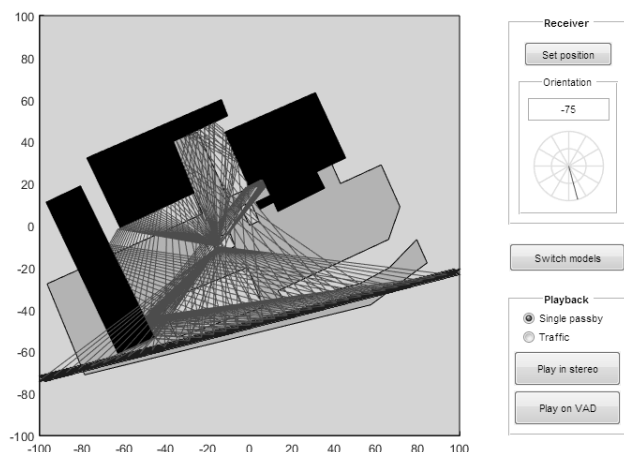 100
80
60
40
20
0
-20
-40
-60
-80
-100
-100
-80
-60
-40
-20
0
20
40
60
80
100
Receiver
Set position
Orientation
-75
Switch models
Playback
Single passby
Traffic
Play in stereo
Play on VAD